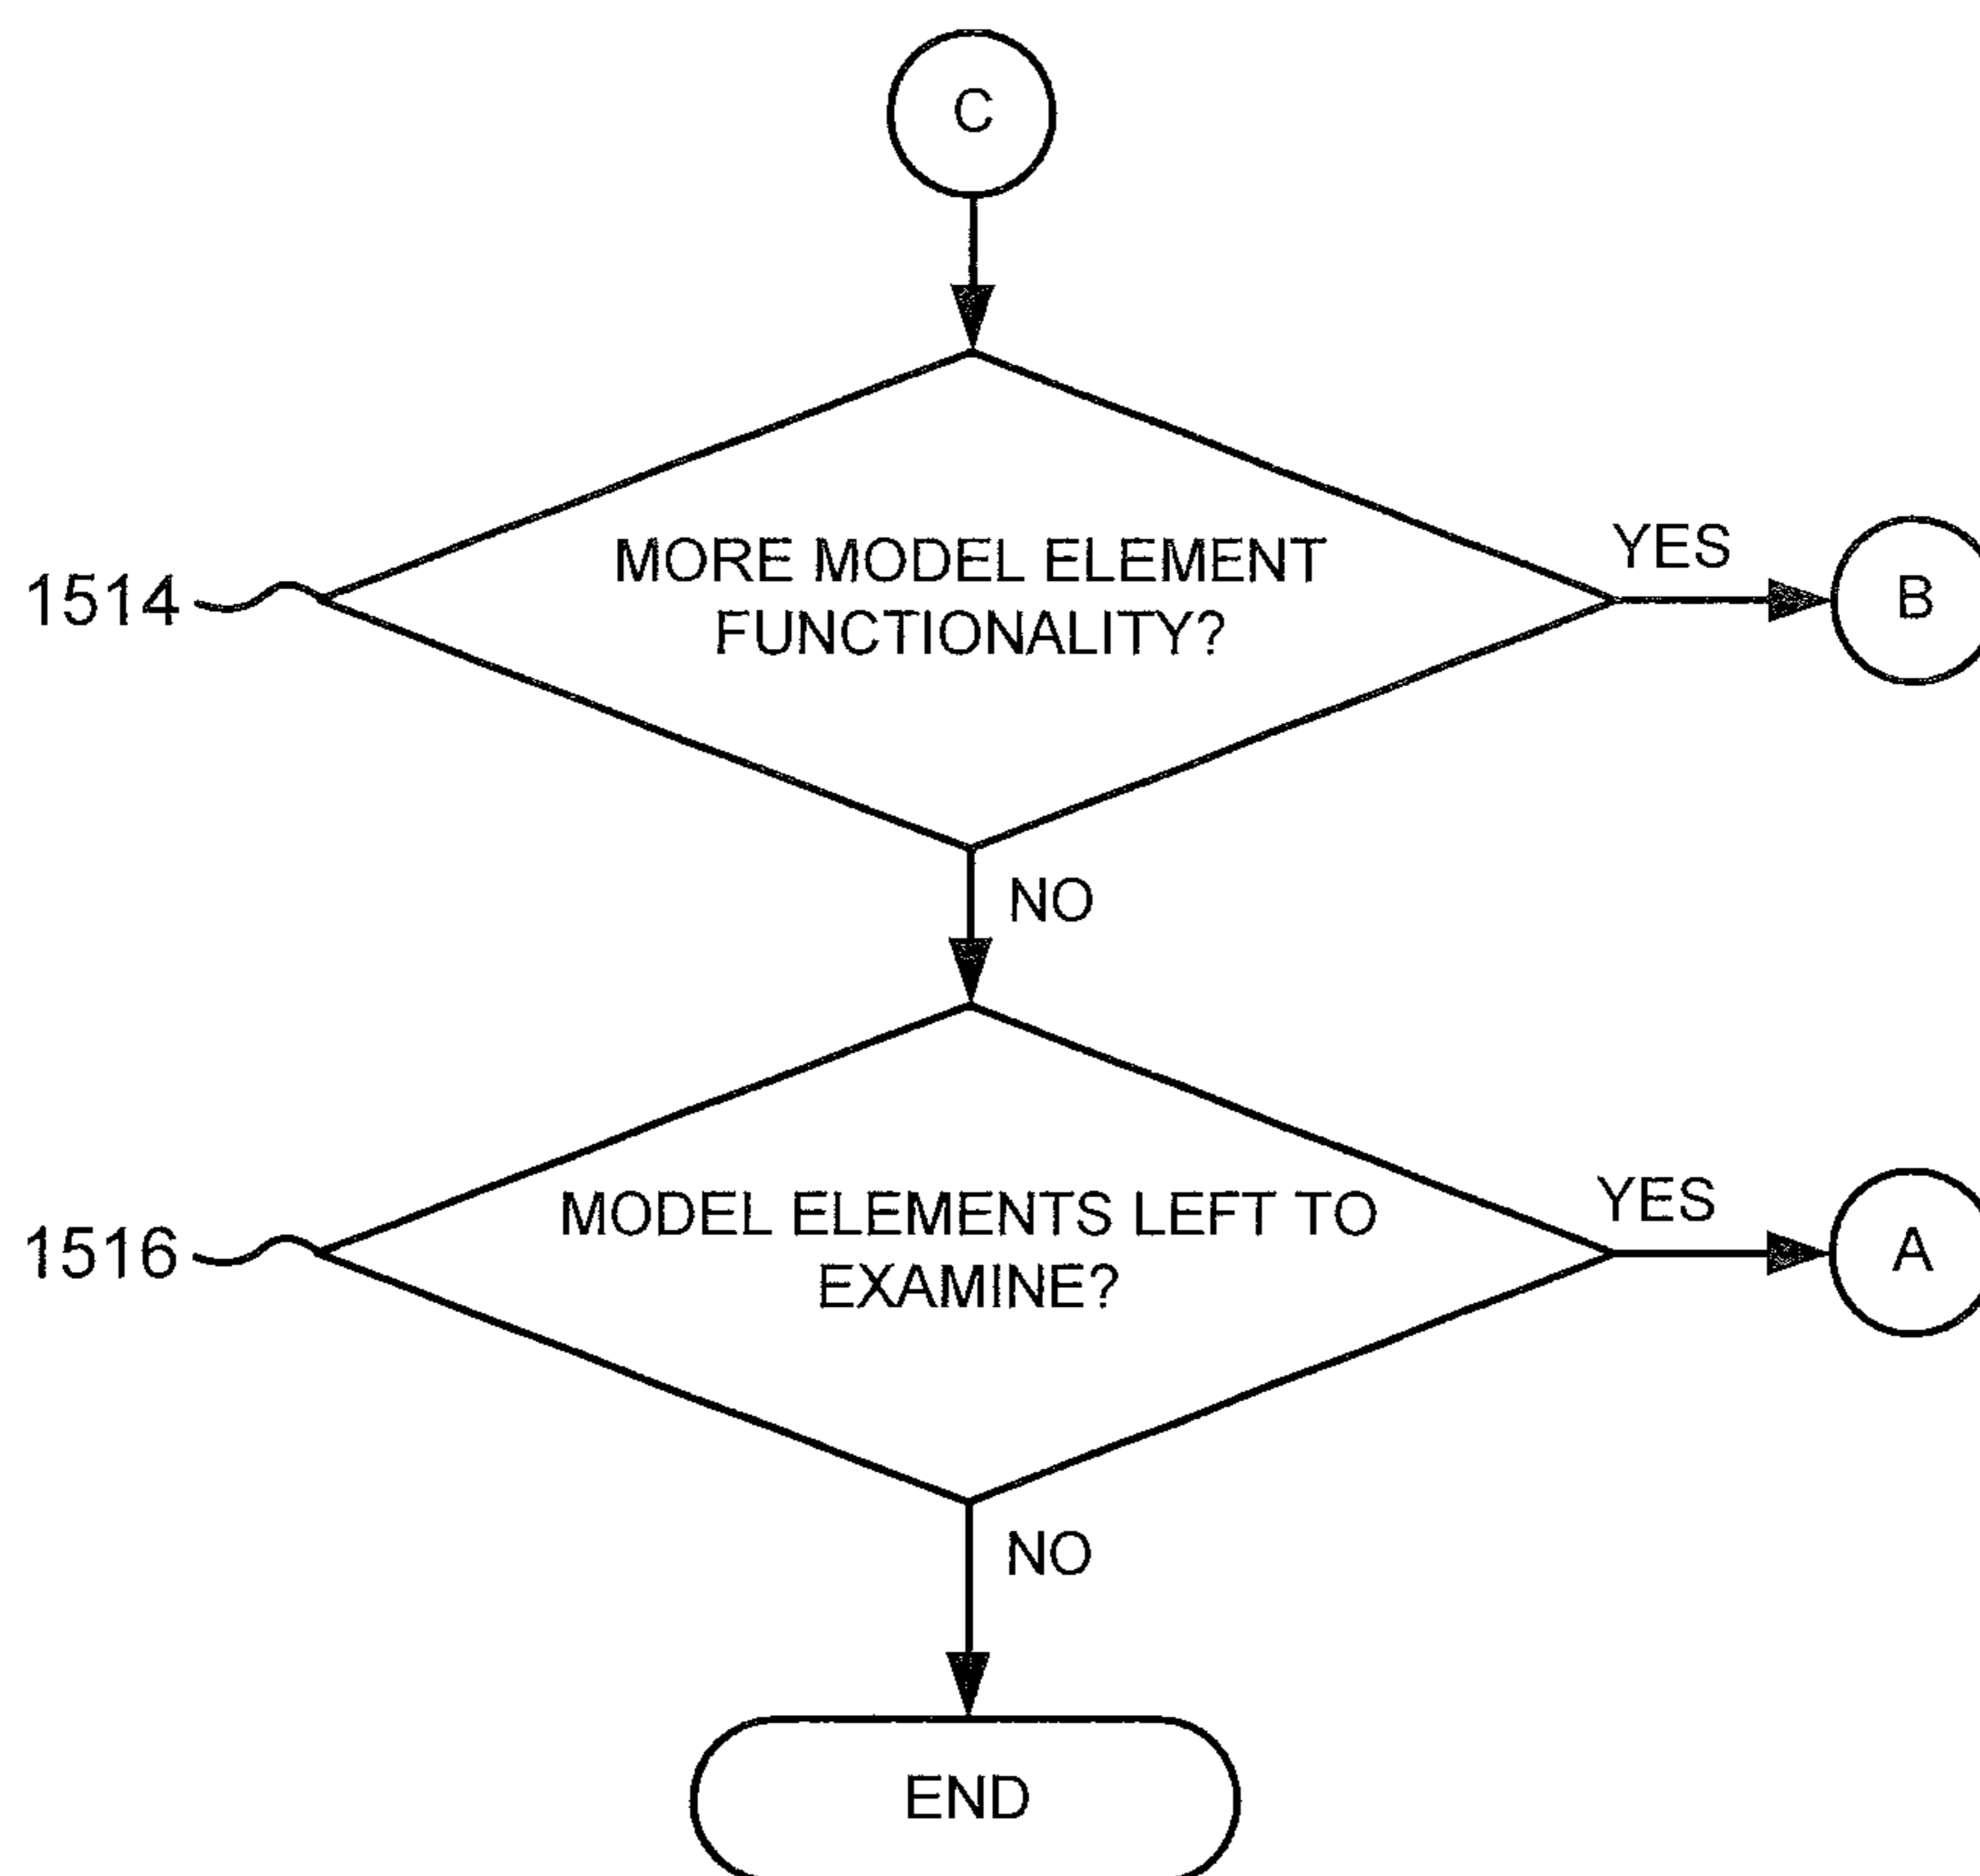 C
MORE MODEL ELEMENT
FUNCTIONALITY?
YES
B
1514
NO
MODEL ELEMENTS LEFT TO
EXAMINE?
YES
A
1516
NO
END